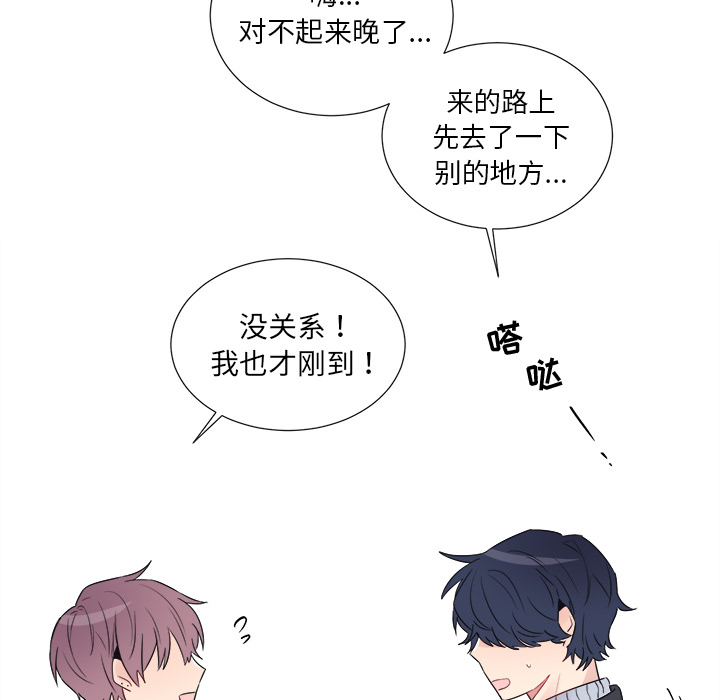 嗨...
对不起来晚了...
来的路上
先去了一下
别的地方...
没关系！
我也才刚到！
嗒
哒